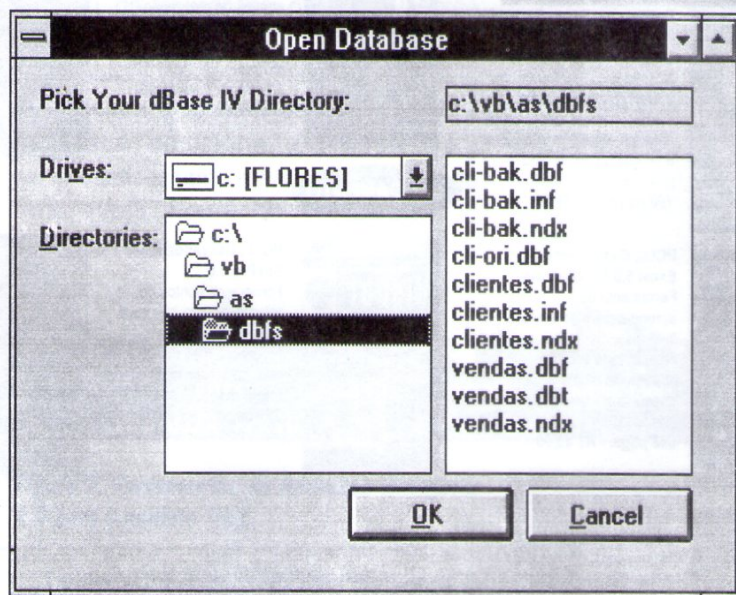 Open Database
Pick Your dBase IV Directory:
c:\vb\as\dbfs
Drives:
c: [FLORES]
Directories:
c:\
vb
as
dbfs
cli-bak.dbf
cli-bak.inf
cli-bak.ndx
cli-ori.dbf
clientes.dbf
clientes.inf
clientes.ndx
vendas.dbf
vendas.dbt
vendas.ndx
OK
Cancel